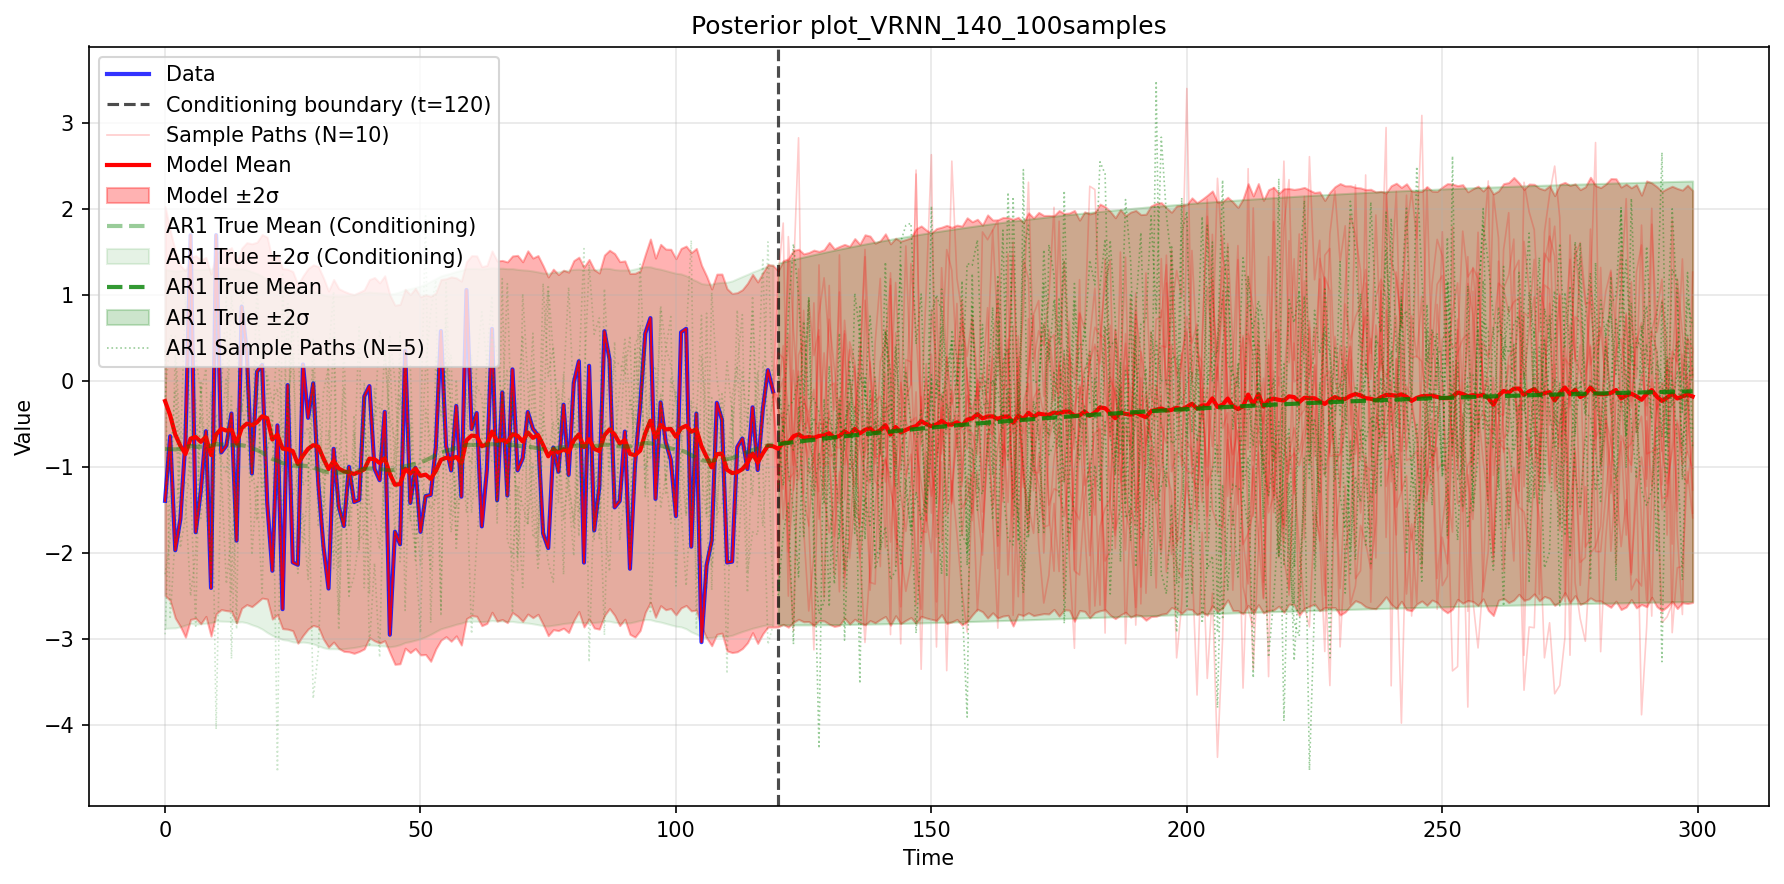 Posterior plot_VRNN_140_100samples
Data
Conditioning boundary (t=120)
Sample Paths (N=10)
Model Mean
Model ±2σ
AR1 True Mean (Conditioning)
AR1 True ±2σ (Conditioning)
AR1 True Mean
AR1 True ±2σ
AR1 Sample Paths (N=5)
Value
3
2
1
0
−1
−2
−3
−4
0
50
100
150
200
250
300
Time